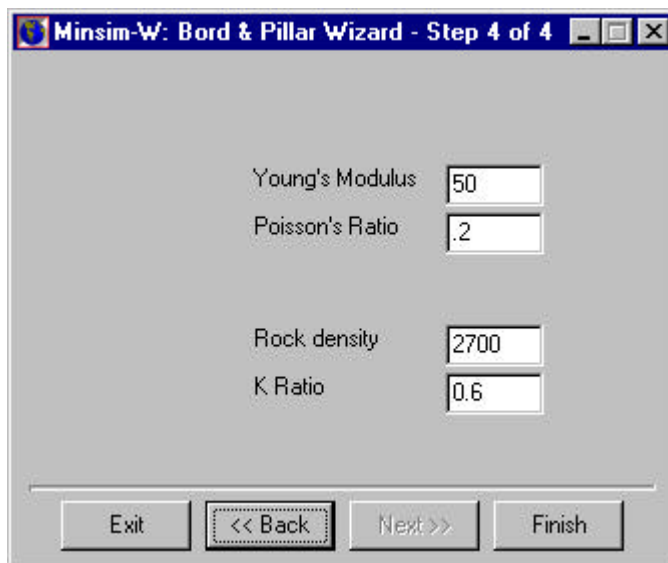 Minsim-W: Bord & Pillar Wizard - Step 4 of 4
Young's Modulus 50
Poisson's Ratio .2
Rock density 2700
K Ratio 0.6
Exit << Back Next >> Finish